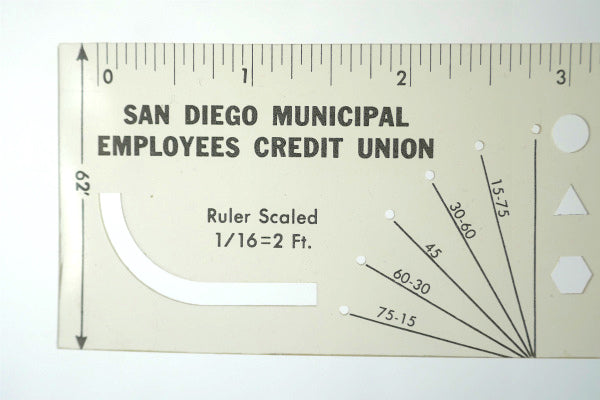 0 1 2 3
SAN DIEGO MUNICIPAL
EMPLOYEES CREDIT UNION
62'
Ruler Scaled
1/16=2 Ft.
15-75
30-60
45
60-30
75-15